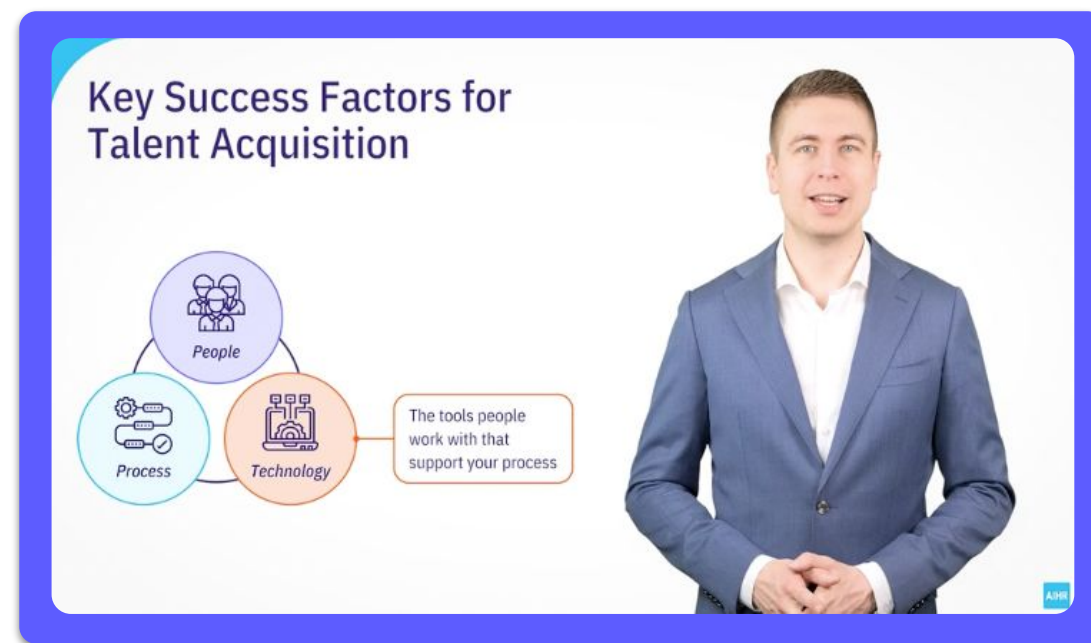 Key Success Factors for
Talent Acquisition
People
Process
Technology
The tools people
work with that
support your process
AIHR